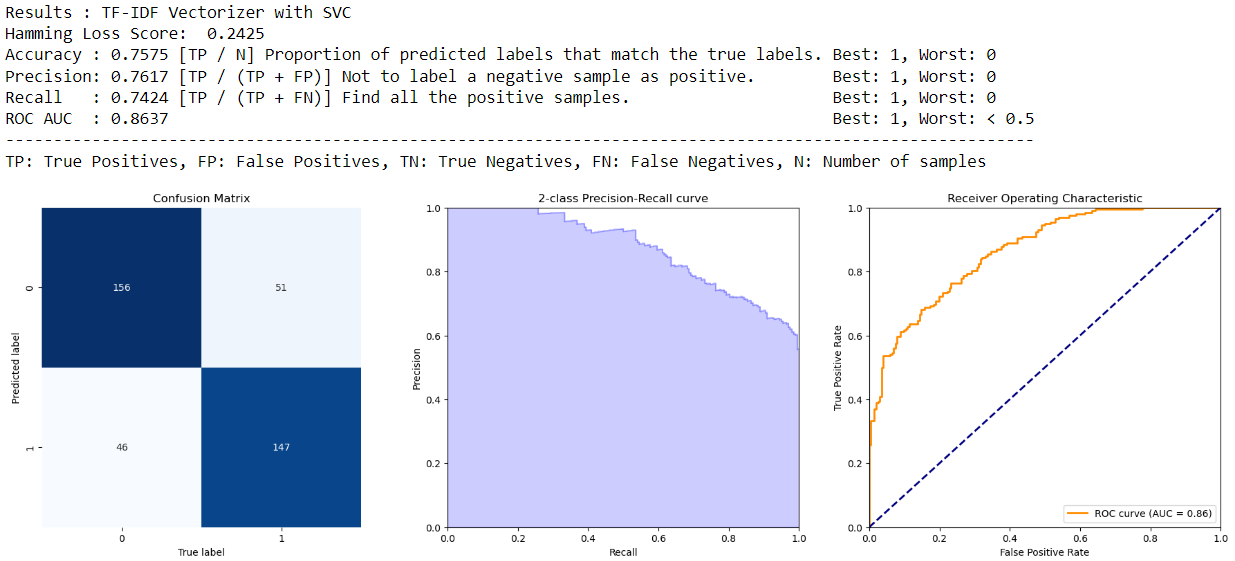 Results : TF-IDF Vectorizer with SVC
Hamming Loss Score:  0.2425
Accuracy : 0.7575 [TP / N] Proportion of predicted labels that match the true labels. Best: 1, Worst: 0
Precision: 0.7617 [TP / (TP + FP)] Not to label a negative sample as positive.        Best: 1, Worst: 0
Recall   : 0.7424 [TP / (TP + FN)] Find all the positive samples.                     Best: 1, Worst: 0
ROC AUC  : 0.8637                                                                     Best: 1, Worst: < 0.5
---------------------------------------------------------------------------------------------------------
TP: True Positives, FP: False Positives, TN: True Negatives, FN: False Negatives, N: Number of samples
Confusion Matrix
Predicted label
0
1
156
51
46
147
0
1
True label
2-class Precision-Recall curve
Precision
1.0
0.8
0.6
0.4
0.2
0.0
0.0
0.2
0.4
0.6
0.8
1.0
Recall
Receiver Operating Characteristic
True Positive Rate
1.0
0.8
0.6
0.4
0.2
0.0
ROC curve (AUC = 0.86)
0.0
0.2
0.4
0.6
0.8
1.0
False Positive Rate